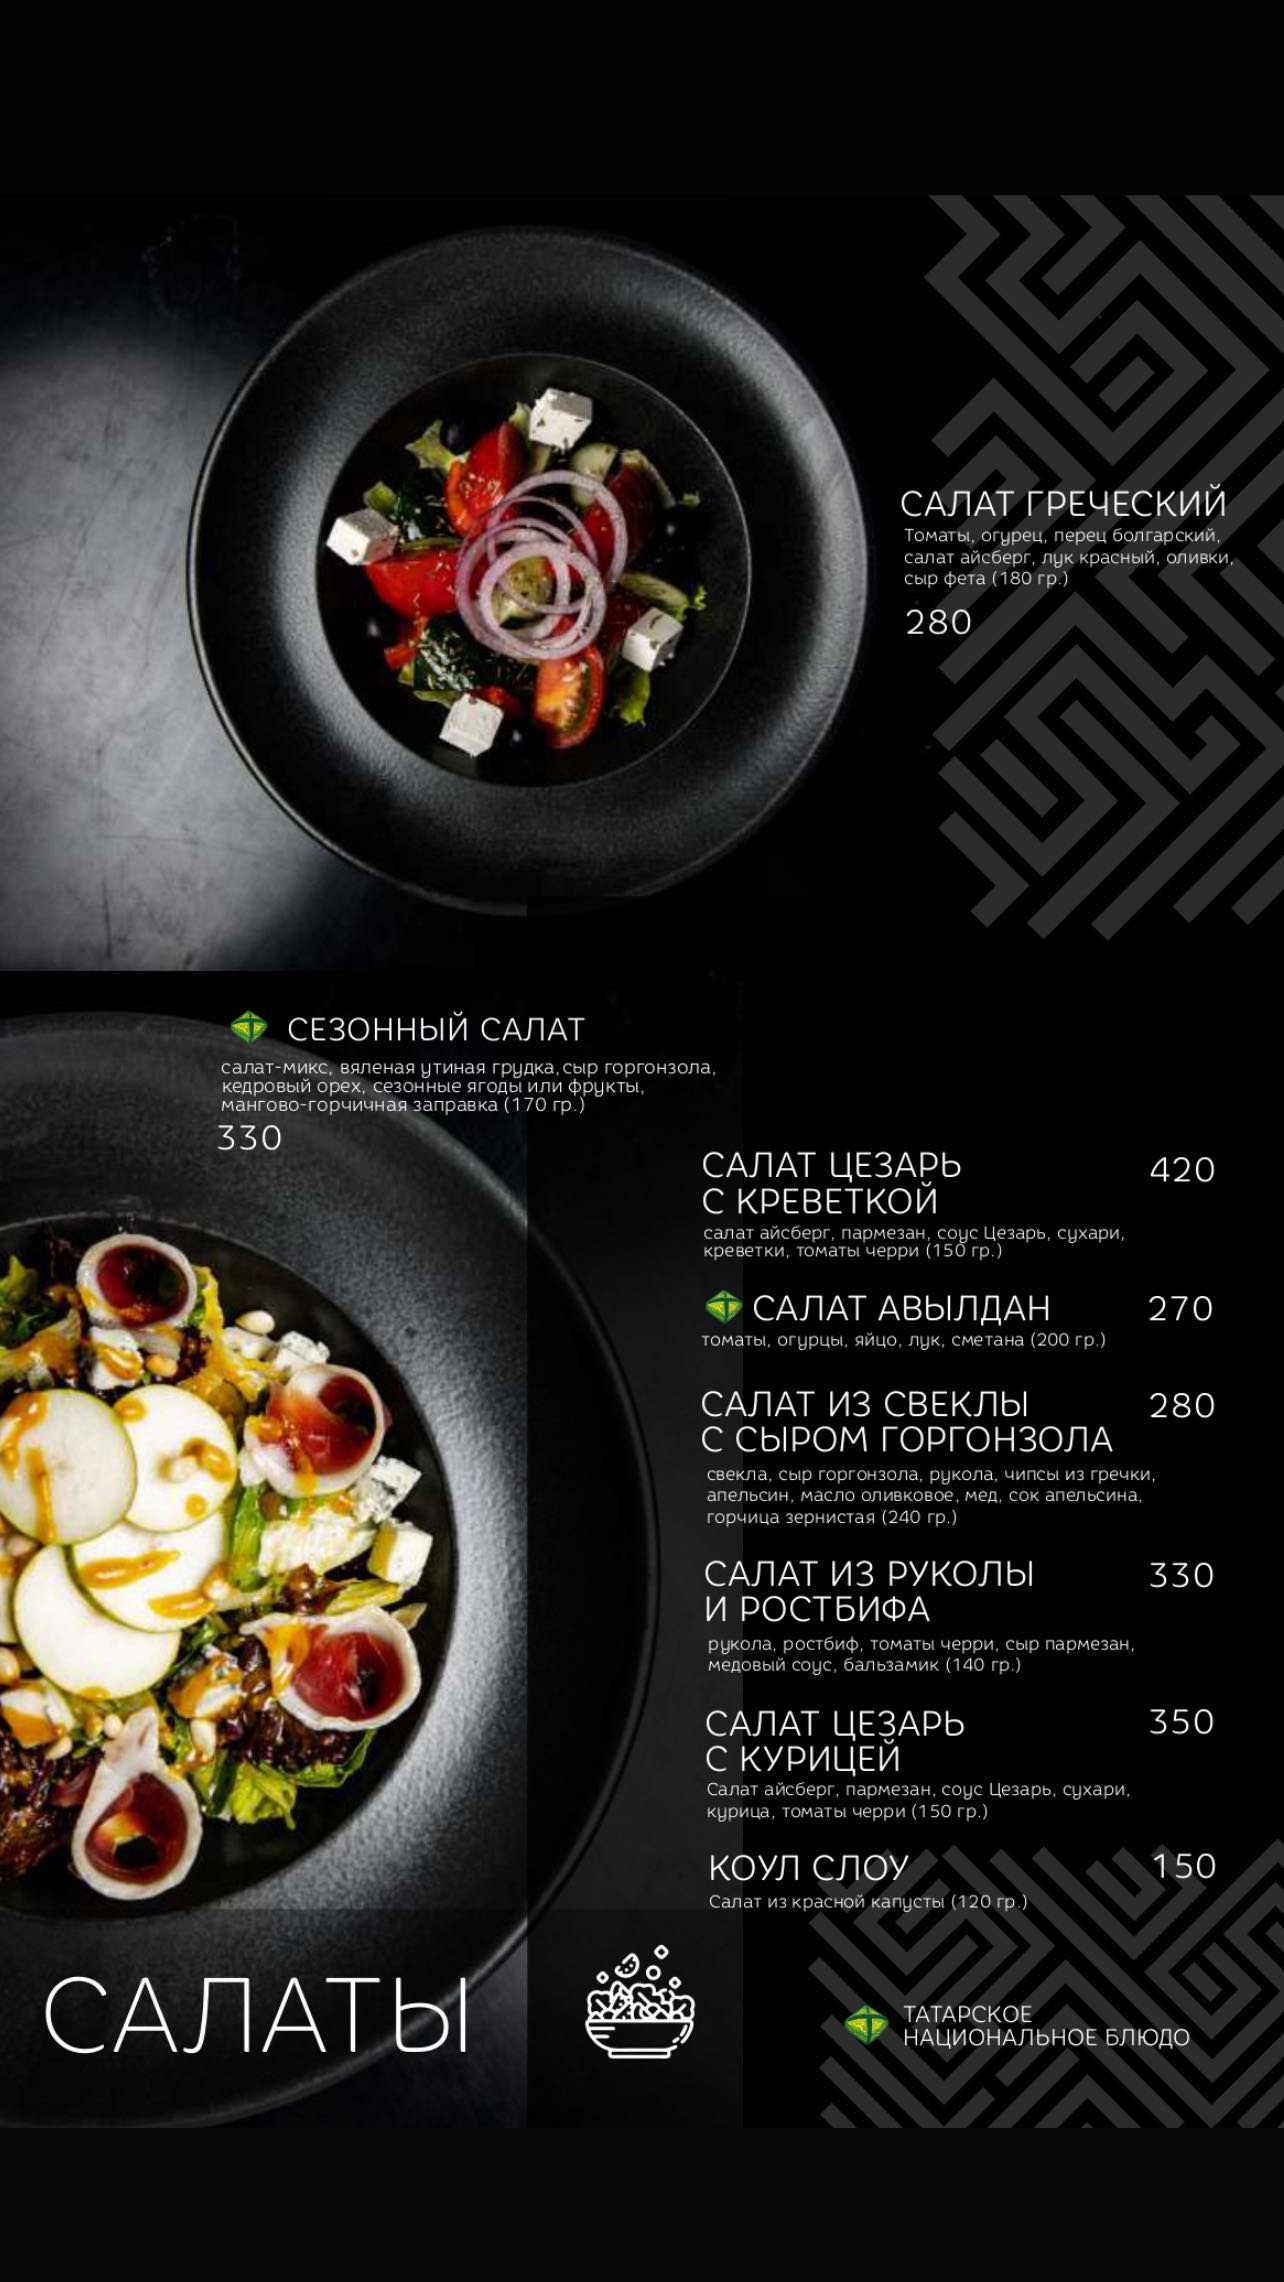 САЛАТ ГРЕЧЕСКИЙ
Томаты, огурец, перец болгарский,
салат айсберг, лук красный, оливки,
сыр фета (180 гр.)
280
СЕЗОННЫЙ САЛАТ
салат-микс, вяленая утиная грудка, сыр горгонзола,
кедровый орех, сезонные ягоды или фрукты,
мангово-горчичная заправка (170 гр.)
330
САЛАТ ЦЕЗАРЬ 420
С КРЕВЕТКОЙ
салат айсберг, пармезан, соус Цезарь, сухари,
креветки, томаты черри (150 гр.)
САЛАТ АВЫЛДАН 270
томаты, огурцы, яйцо, лук, сметана (200 гр.)
САЛАТ ИЗ СВЕКЛЫ 280
С СЫРОМ ГОРГОНЗОЛА
свекла, сыр горгонзола, рукола, чипсы из гречки,
апельсин, масло оливковое, мед, сок апельсина,
горчица зернистая (240 гр.)
САЛАТ ИЗ РУКОЛЫ 330
И РОСТБИФА
рукола, ростбиф, томаты черри, сыр пармезан,
медовый соус, бальзамик (140 гр.)
САЛАТ ЦЕЗАРЬ 350
С КУРИЦЕЙ
Салат айсберг, пармезан, соус Цезарь, сухари,
курица, томаты черри (150 гр.)
КОУЛ СЛОУ 150
Салат из красной капусты (120 гр.)
САЛАТЫ
ТАТАРСКОЕ
НАЦИОНАЛЬНОЕ БЛЮДО